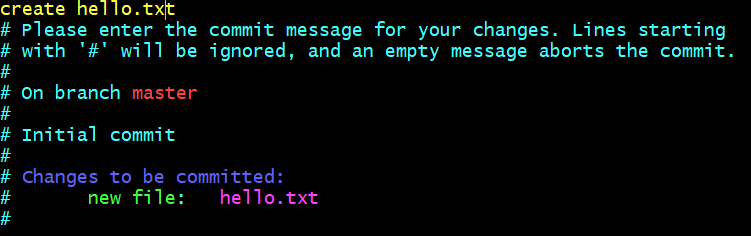 create hello.txt
# Please enter the commit message for your changes. Lines starting
# with '#' will be ignored, and an empty message aborts the commit.
#
# On branch master
#
# Initial commit
#
# Changes to be committed:
#       new file:   hello.txt
#